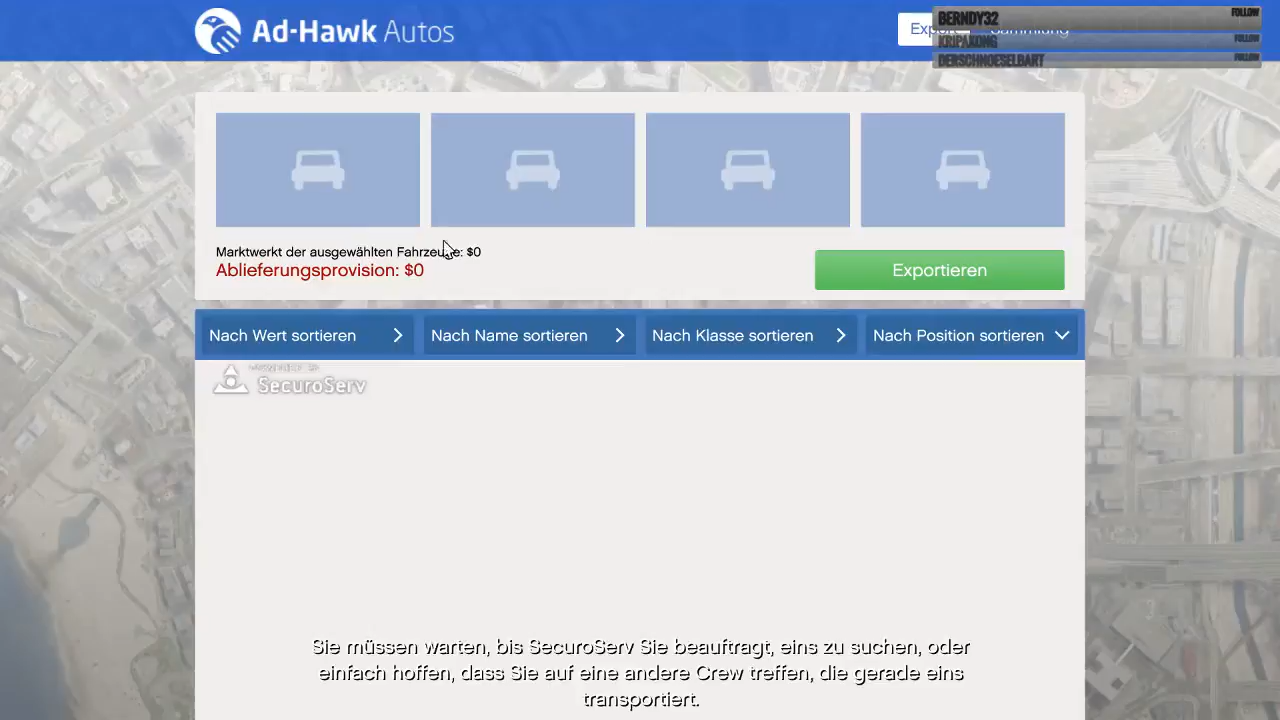 Ad-Hawk Autos
BERNDY32 FOLLOW
KRIPAXONG FOLLOW
DERSCHNOESELBART FOLLOW
Marktwerkt der ausgewählten Fahrzeuge: $0
Ablieferungsprovision: $0
Exportieren
Nach Wert sortieren
Nach Name sortieren
Nach Klasse sortieren
Nach Position sortieren
SecuroServ
Sie müssen warten, bis SecuroServ Sie beauftragt, eins zu suchen, oder
einfach hoffen, dass Sie auf eine andere Crew treffen, die gerade eins
transportiert.